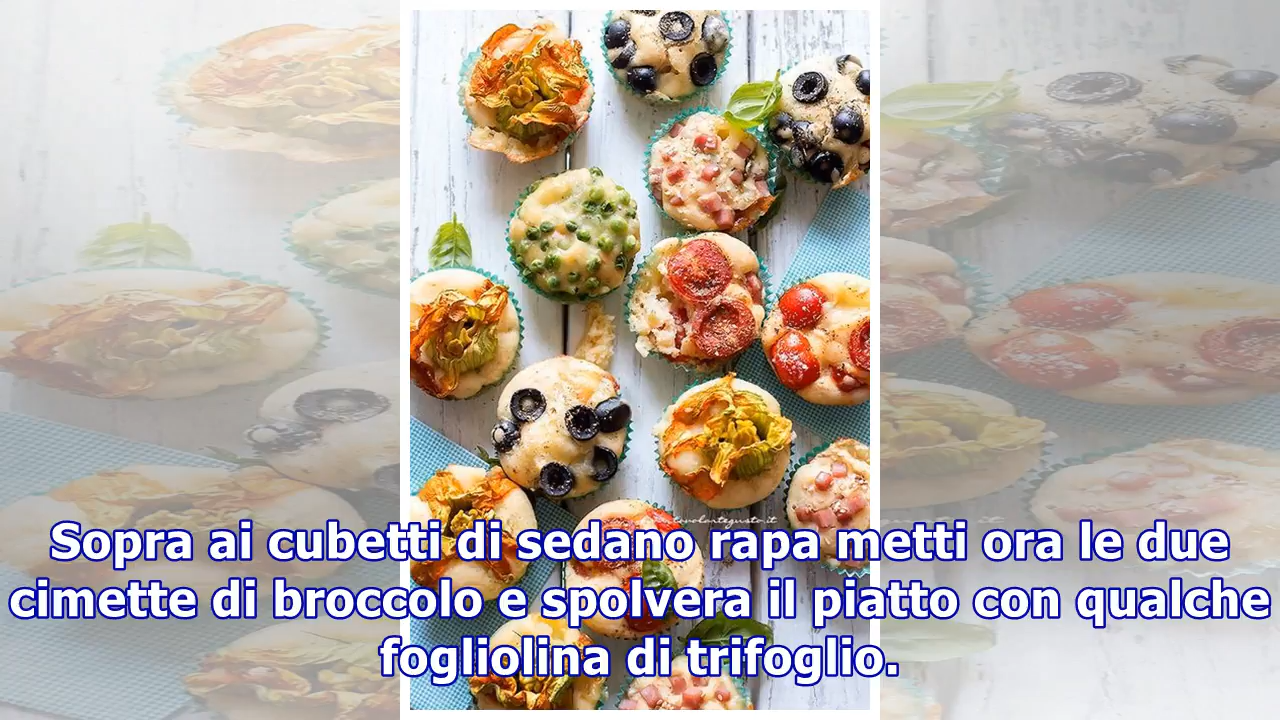 Sopra ai cubetti di sedano rapa metti ora le due
cimette di broccolo e spolvera il piatto con qualche
fogliolina di trifoglio.